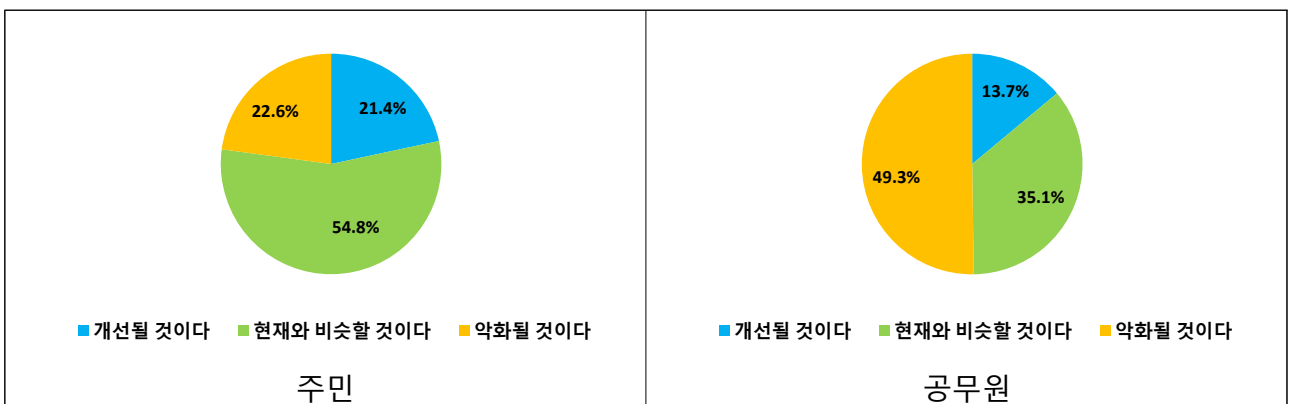 21.4%
22.6%
54.8%
개선될 것이다 현재와 비슷할 것이다 악화될 것이다
주민
13.7%
49.3%
35.1%
개선될 것이다 현재와 비슷할 것이다 악화될 것이다
공무원